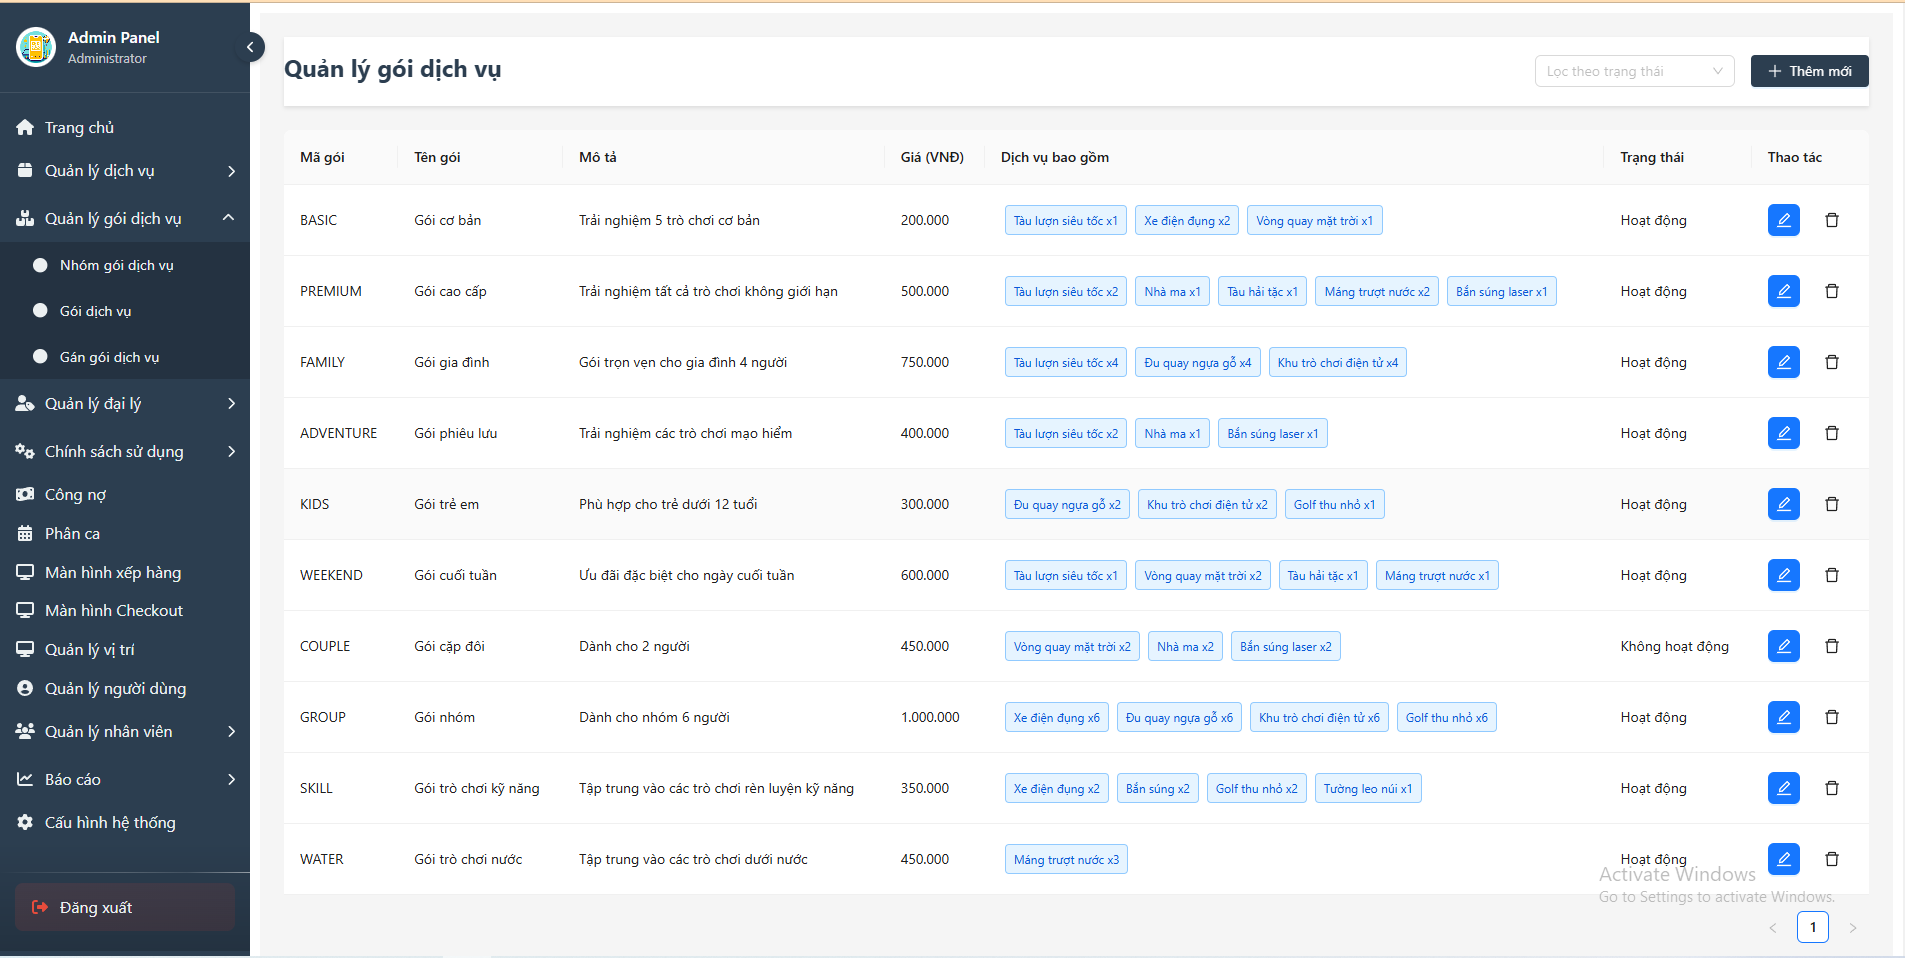 Admin Panel
Administrator
Trang chủ
Quản lý dịch vụ
Quản lý gói dịch vụ
Nhóm gói dịch vụ
Gói dịch vụ
Gán gói dịch vụ
Quản lý đại lý
Chính sách sử dụng
Công nợ
Phân ca
Màn hình xếp hàng
Màn hình Checkout
Quản lý vị trí
Quản lý người dùng
Quản lý nhân viên
Báo cáo
Cấu hình hệ thống
Đăng xuất
Quản lý gói dịch vụ
Lọc theo trạng thái
Thêm mới
Mã gói Tên gói Mô tả Giá (VNĐ) Dịch vụ bao gồm Trạng thái Thao tác
BASIC Gói cơ bản Trải nghiệm 5 trò chơi cơ bản 200.000 Tàu lượn siêu tốc x1 Xe điện đụng x2 Vòng quay mặt trời x1 Hoạt động
PREMIUM Gói cao cấp Trải nghiệm tất cả trò chơi không giới hạn 500.000 Tàu lượn siêu tốc x2 Nhà ma x1 Tàu hải tặc x1 Máng trượt nước x2 Bắn súng laser x1 Hoạt động
FAMILY Gói gia đình Gói trọn vẹn cho gia đình 4 người 750.000 Tàu lượn siêu tốc x4 Đu quay ngựa gỗ x4 Khu trò chơi điện tử x4 Hoạt động
ADVENTURE Gói phiêu lưu Trải nghiệm các trò chơi mạo hiểm 400.000 Tàu lượn siêu tốc x2 Nhà ma x1 Bắn súng laser x1 Hoạt động
KIDS Gói trẻ em Phù hợp cho trẻ dưới 12 tuổi 300.000 Đu quay ngựa gỗ x2 Khu trò chơi điện tử x2 Golf thu nhỏ x1 Hoạt động
WEEKEND Gói cuối tuần Ưu đãi đặc biệt cho ngày cuối tuần 600.000 Tàu lượn siêu tốc x1 Vòng quay mặt trời x2 Tàu hải tặc x1 Máng trượt nước x1 Hoạt động
COUPLE Gói cặp đôi Dành cho 2 người 450.000 Vòng quay mặt trời x2 Nhà ma x2 Bắn súng laser x2 Không hoạt động
GROUP Gói nhóm Dành cho nhóm 6 người 1.000.000 Xe điện đụng x6 Đu quay ngựa gỗ x6 Khu trò chơi điện tử x6 Golf thu nhỏ x6 Hoạt động
SKILL Gói trò chơi kỹ năng Tập trung vào các trò chơi rèn luyện kỹ năng 350.000 Xe điện đụng x2 Bắn súng x2 Golf thu nhỏ x2 Tường leo núi x1 Hoạt động
WATER Gói trò chơi nước Tập trung vào các trò chơi dưới nước 450.000 Máng trượt nước x3 Hoạt động
Activate Windows
Go to Settings to activate Windows.
1